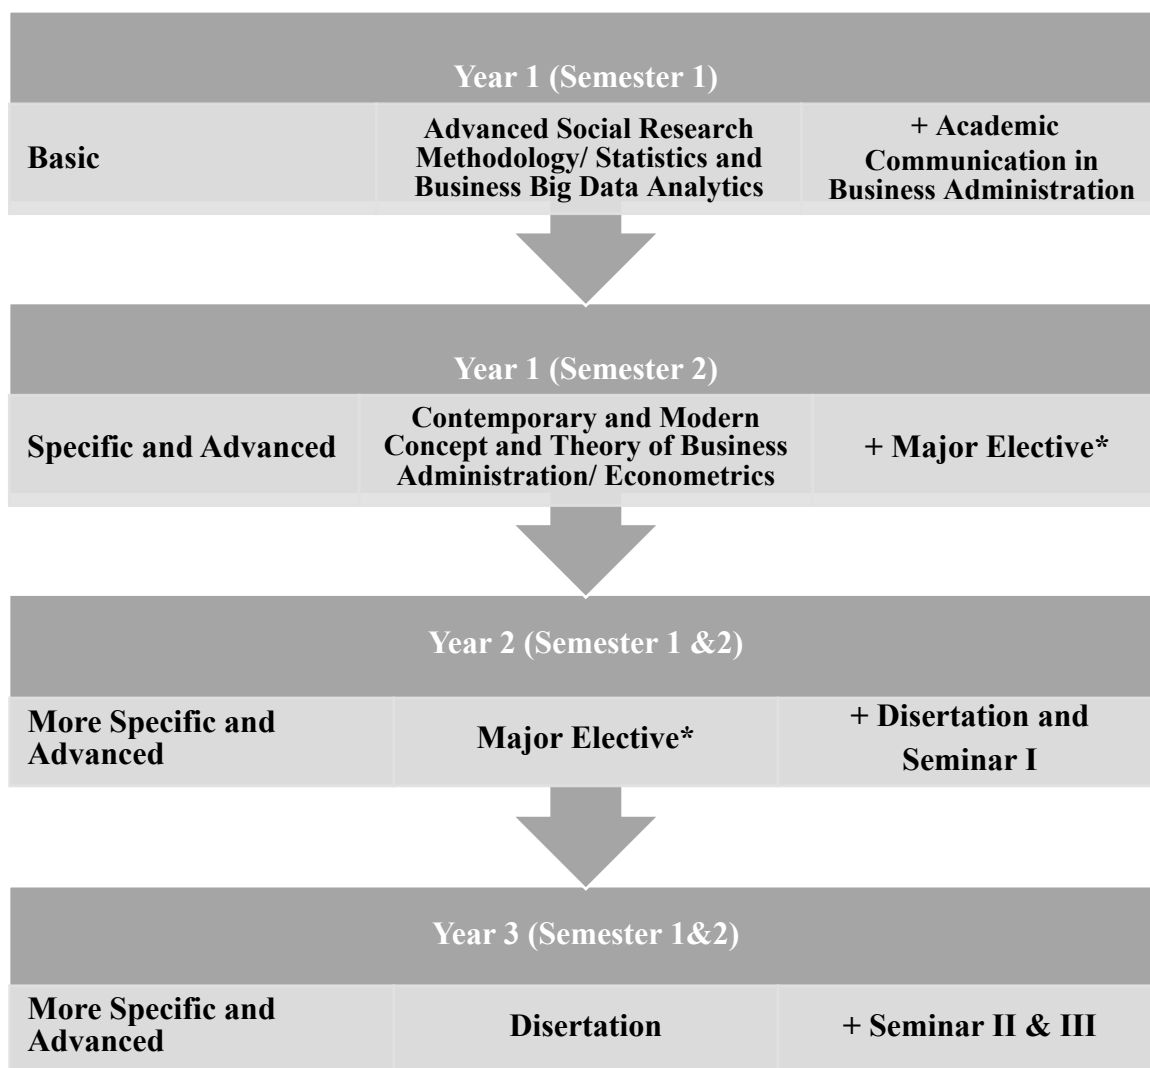 Year 1 (Semester 1)
Basic
Advanced Social Research
Methodology/ Statistics and
Business Big Data Analytics
+ Academic
Communication in
Business Administration
Year 1 (Semester 2)
Specific and Advanced
Contemporary and Modern
Concept and Theory of Business
Administration/ Econometrics
+ Major Elective*
Year 2 (Semester 1 &2)
More Specific and
Advanced
Major Elective*
+ Disertation and
Seminar I
Year 3 (Semester 1&2)
More Specific and
Advanced
Disertation
+ Seminar II & III